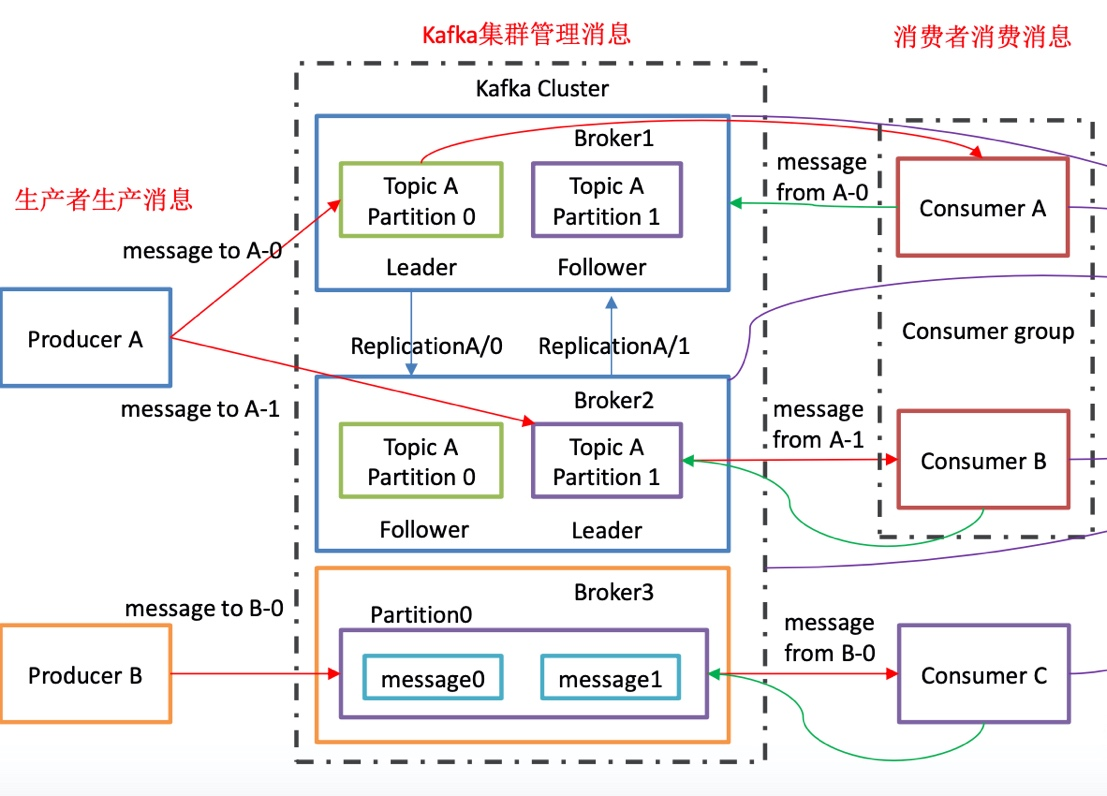 Kafka集群管理消息
消费者消费消息
Kafka Cluster
Broker1
Topic A
Partition 0
Topic A
Partition 1
Leader
Follower
message
from A-0
Consumer A
生产者生产消息
message to A-0
Producer A
message to A-1
ReplicationA/0
ReplicationA/1
Consumer group
Broker2
Topic A
Partition 0
Topic A
Partition 1
Follower
Leader
message
from A-1
Consumer B
message to B-0
Producer B
Broker3
Partition0
message0
message1
message
from B-0
Consumer C